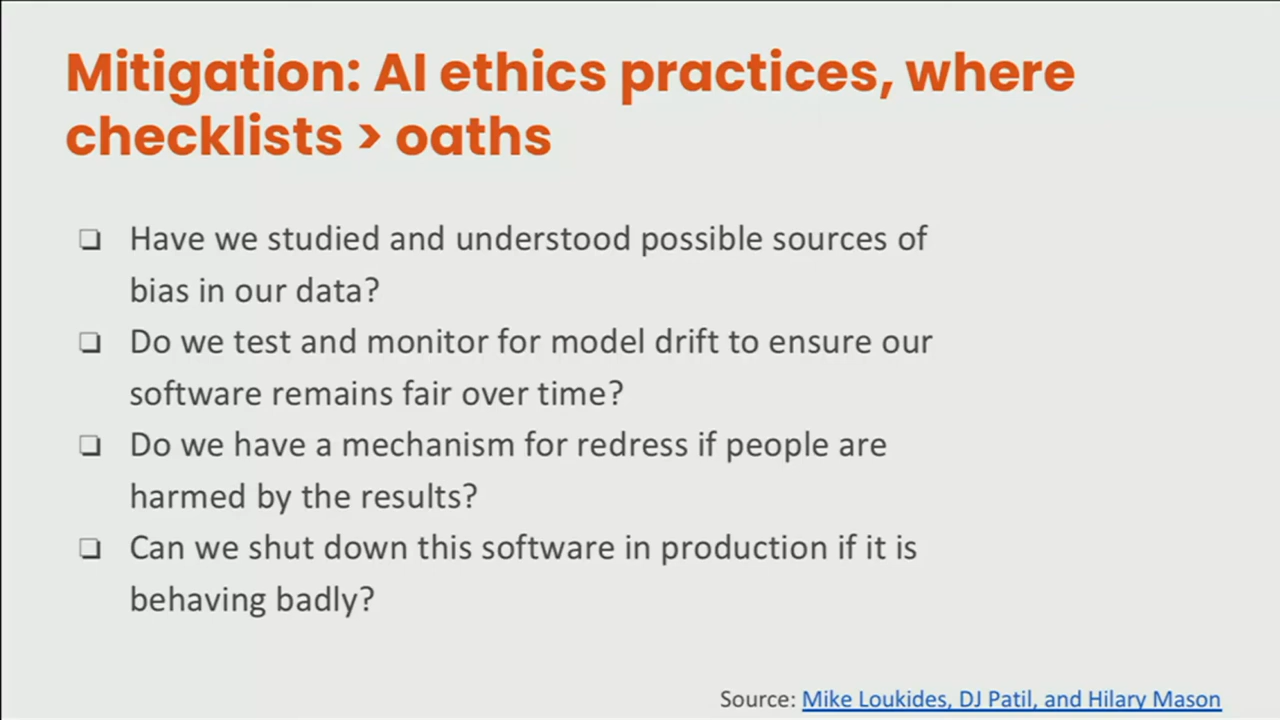 Mitigation: AI ethics practices, where
checklists > oaths
❏ Have we studied and understood possible sources of
bias in our data?
❏ Do we test and monitor for model drift to ensure our
software remains fair over time?
❏ Do we have a mechanism for redress if people are
harmed by the results?
❏ Can we shut down this software in production if it is
behaving badly?
Source: Mike Loukides, DJ Patil, and Hilary Mason